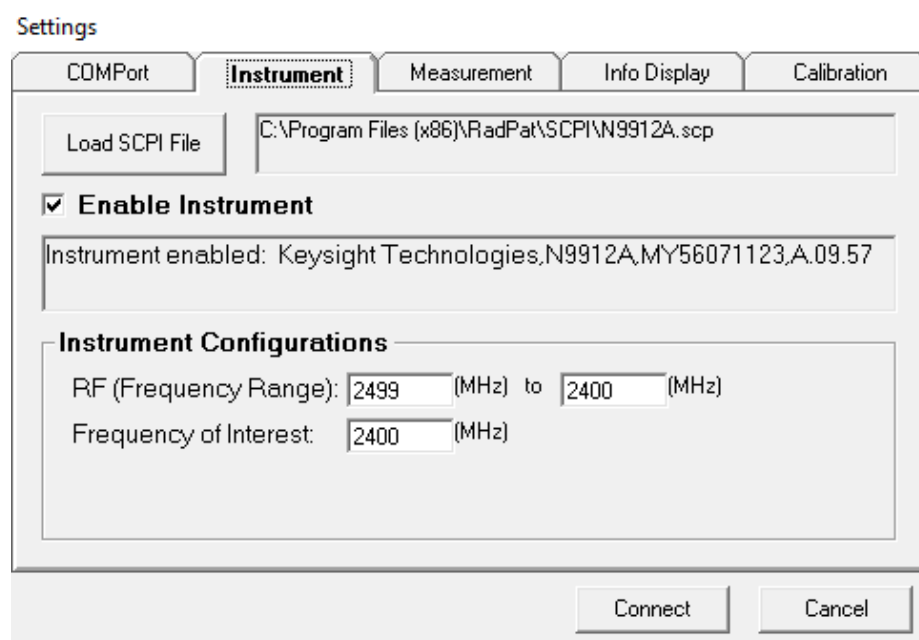 Settings
COMPort Instrument Measurement Info Display Calibration
Load SCPI File C:\Program Files (x86)\RadPat\SCPI\N9912A.scp
Enable Instrument
Instrument enabled: Keysight Technologies,N9912A,MY56071123,A.09.57
Instrument Configurations
RF (Frequency Range): 2499 (MHz) to 2400 (MHz)
Frequency of Interest: 2400 (MHz)
Connect Cancel